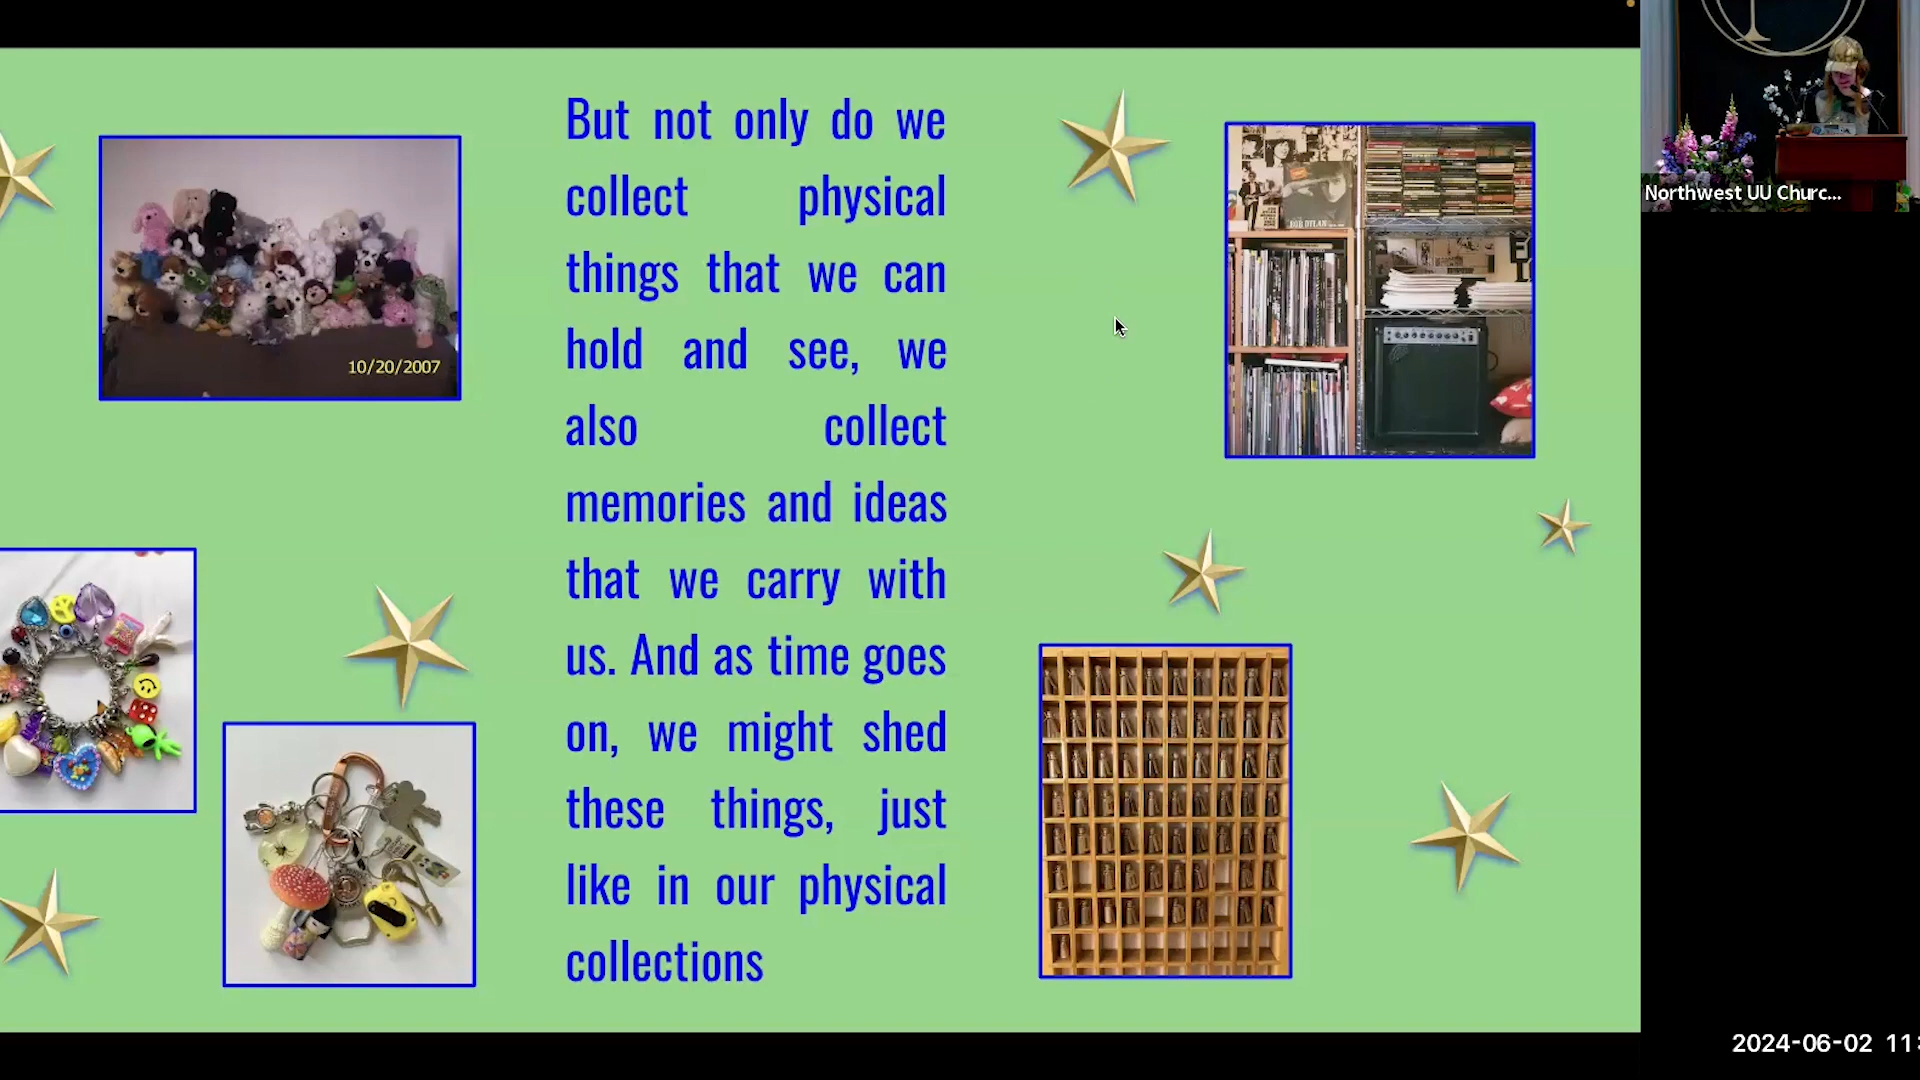 But not only do we
collect physical
things that we can
hold and see, we
also collect
memories and ideas
that we carry with
us. And as time goes
on, we might shed
these things, just
like in our physical
collections
10/20/2007
BOB DYLAN
Northwest UU Churc...
2024-06-02 11: